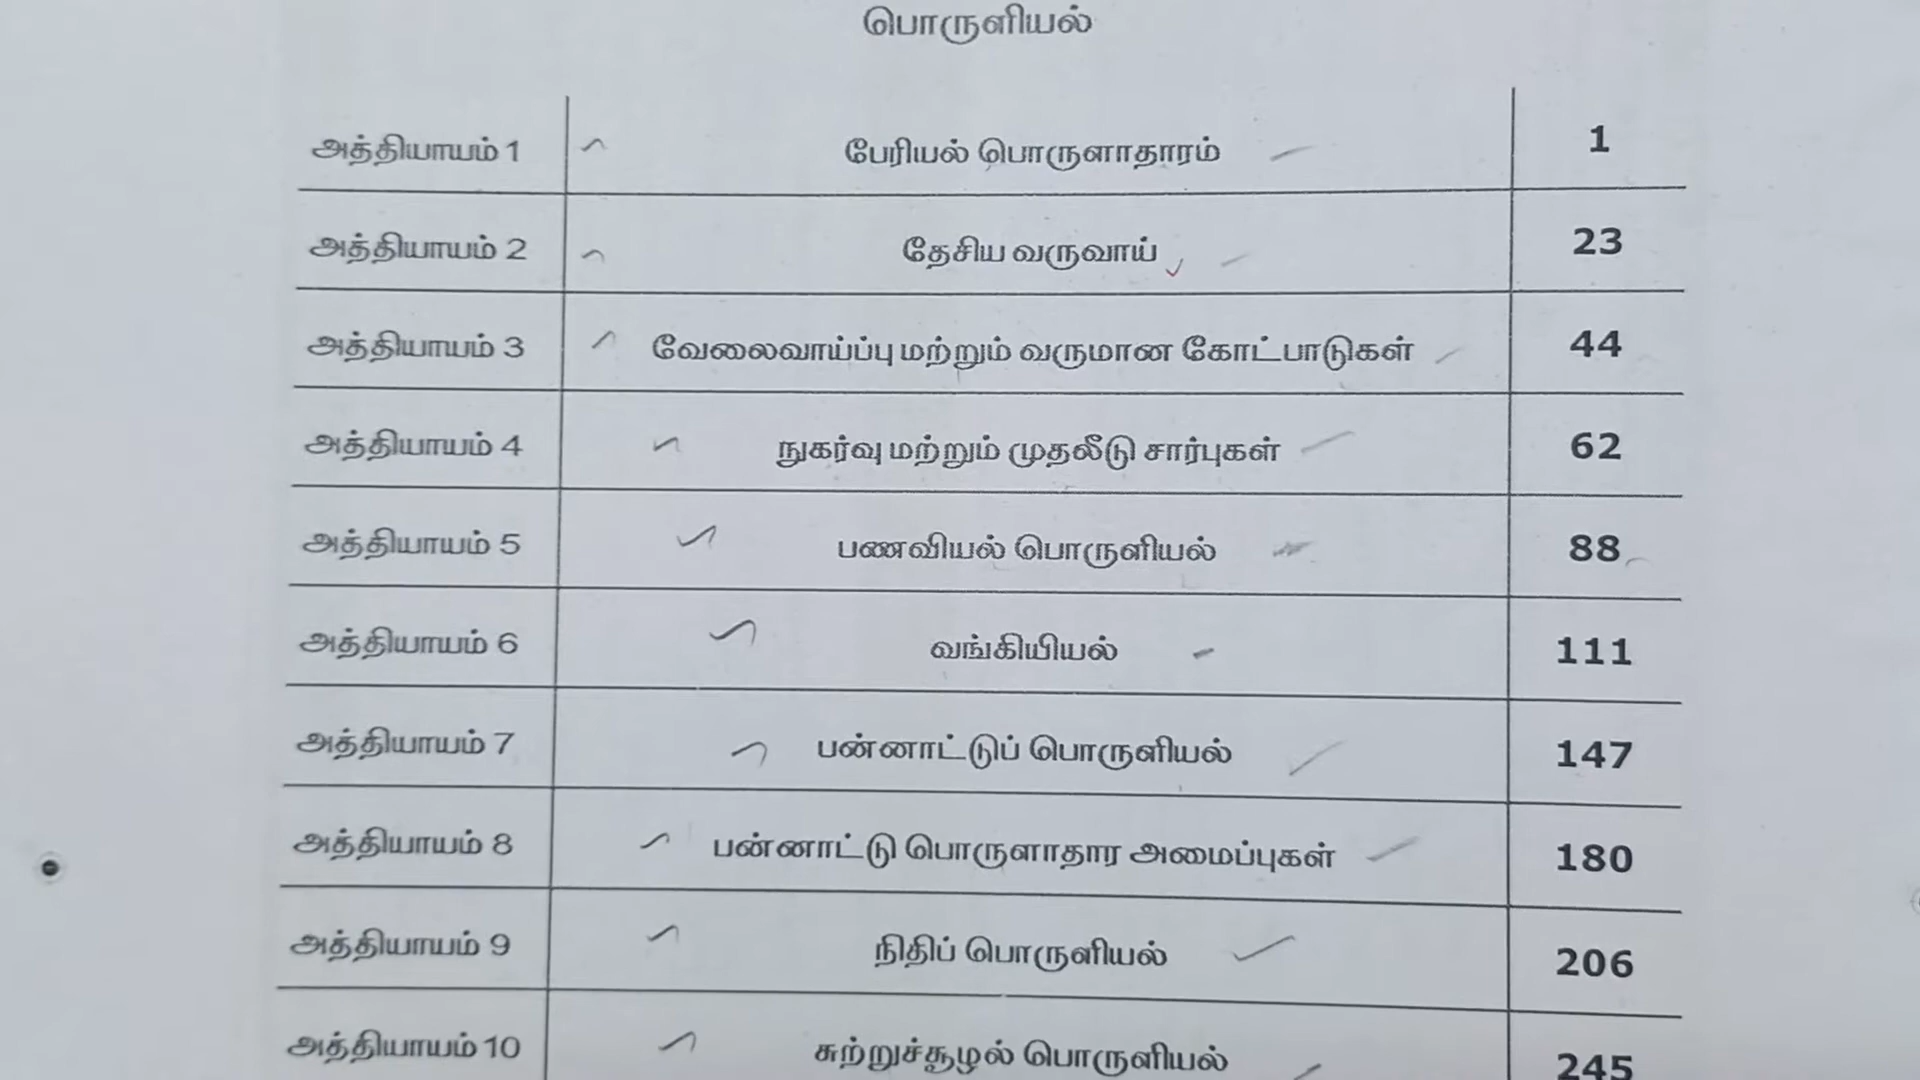 பொருளியல்
அத்தியாயம் 1 பேரியல் பொருளாதாரம் 1
அத்தியாயம் 2 தேசிய வருவாய் 23
அத்தியாயம் 3 வேலைவாய்ப்பு மற்றும் வருமான கோட்பாடுகள் 44
அத்தியாயம் 4 நுகர்வு மற்றும் முதலீடு சார்புகள் 62
அத்தியாயம் 5 பணவியல் பொருளியல் 88
அத்தியாயம் 6 வங்கியியல் 111
அத்தியாயம் 7 பன்னாட்டுப் பொருளியல் 147
அத்தியாயம் 8 பன்னாட்டு பொருளாதார அமைப்புகள் 180
அத்தியாயம் 9 நிதிப் பொருளியல் 206
அத்தியாயம் 10 சுற்றுச்சூழல் பொருளியல் 245